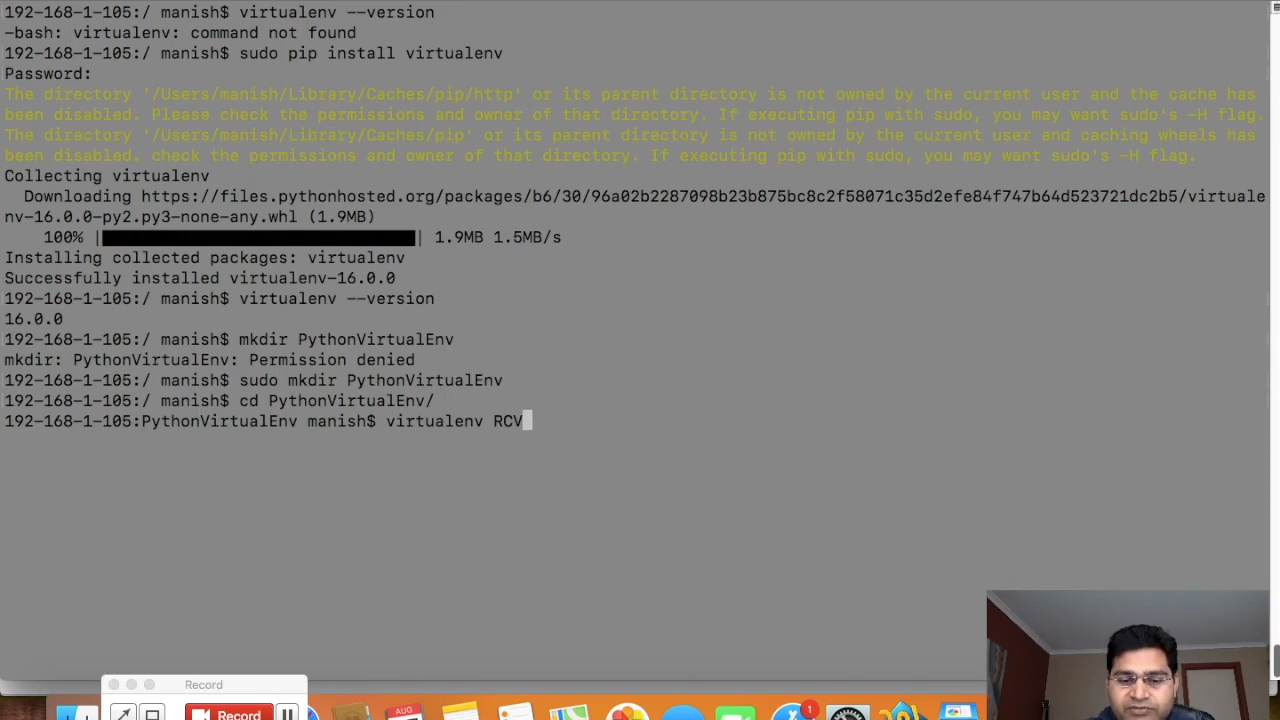 192-168-1-105:/ manish$ virtualenv --version
-bash: virtualenv: command not found
192-168-1-105:/ manish$ sudo pip install virtualenv
Password:
The directory '/Users/manish/Library/Caches/pip/http' or its parent directory is not owned by the current user and the cache has
been disabled. Please check the permissions and owner of that directory. If executing pip with sudo, you may want sudo's -H flag.
The directory '/Users/manish/Library/Caches/pip' or its parent directory is not owned by the current user and caching wheels has
been disabled. check the permissions and owner of that directory. If executing pip with sudo, you may want sudo's -H flag.
Collecting virtualenv
Downloading https://files.pythonhosted.org/packages/b6/30/96a02b2287098b23b875bc8c2f58071c35d2efe84f747b64d523721dc2b5/virtuale
nv-16.0.0-py2.py3-none-any.whl (1.9MB)
100% | | 1.9MB 1.5MB/s
Installing collected packages: virtualenv
Successfully installed virtualenv-16.0.0
192-168-1-105:/ manish$ virtualenv --version
16.0.0
192-168-1-105:/ manish$ mkdir PythonVirtualEnv
mkdir: PythonVirtualEnv: Permission denied
192-168-1-105:/ manish$ sudo mkdir PythonVirtualEnv
192-168-1-105:/ manish$ cd PythonVirtualEnv/
192-168-1-105:PythonVirtualEnv manish$ virtualenv RCV
Record
Record
AUG
1